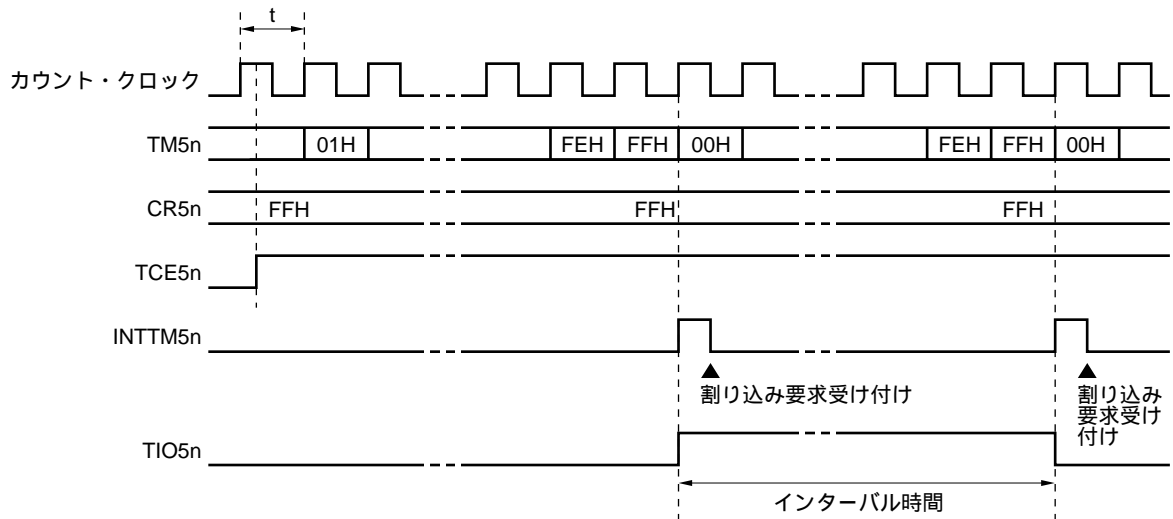 t
カウント・クロック
TM5n 01H FEH FFH 00H FEH FFH 00H
CR5n FFH FFH FFH
TCE5n
INTTM5n
割り込み要求受け付け
割り込み
要求受け
付け
TIO5n
インターバル時間